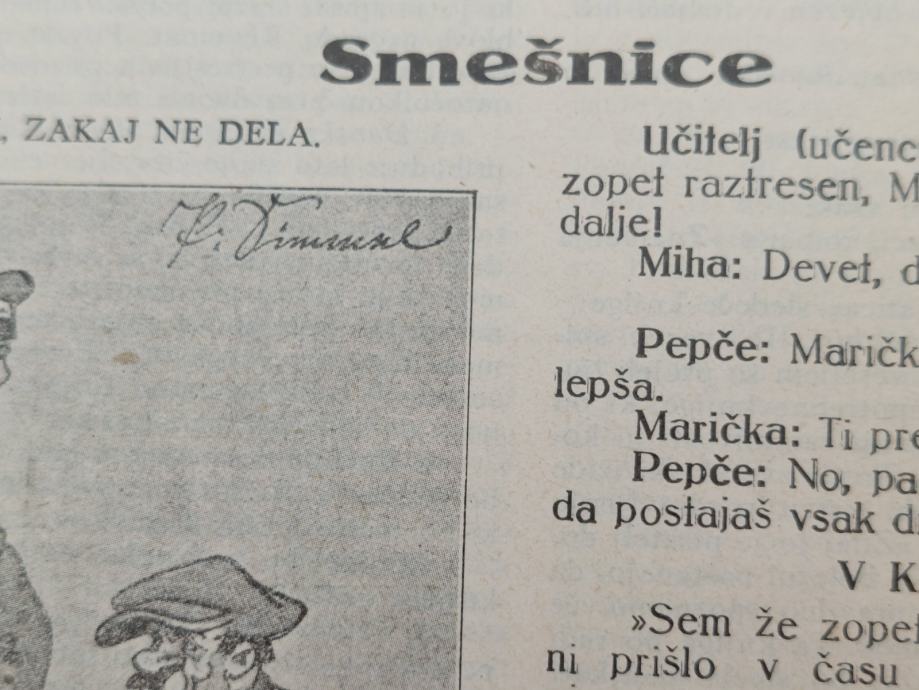 Smešnice
, ZAKAJ NE DELA.
Učitelj (učenc
zopet raztresen, M
dalje!
Miha: Devet, d
Pepče: Maričk
lepša.
Marička: Ti pre
Pepče: No, pa
da postajaš vsak d
V K
»Sem že zopet
ni prišlo v času